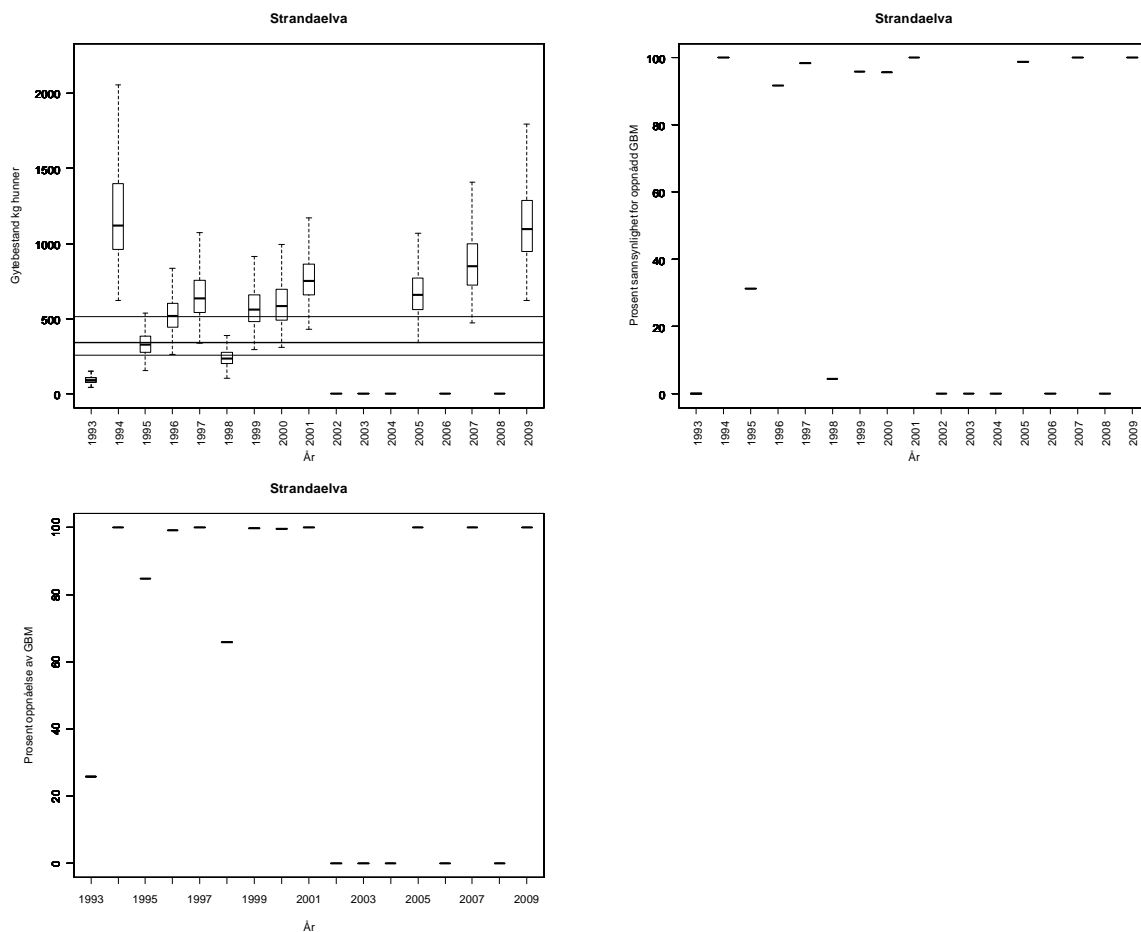 Strandaelva
Gytebestand kg hunner
2000
1500
1000
500
0
1993 1994 1995 1996 1997 1998 1999 2000 2001 2002 2003 2004 2005 2006 2007 2008 2009
År
Strandaelva
Prosent sannsynlighet for oppnådd GBM
100
80
60
40
20
0
1993 1994 1995 1996 1997 1998 1999 2000 2001 2002 2003 2004 2005 2006 2007 2008 2009
År
Strandaelva
Prosent oppnåelse av GBM
100
80
60
40
20
0
1993 1995 1997 1999 2001 2003 2005 2007 2009
År